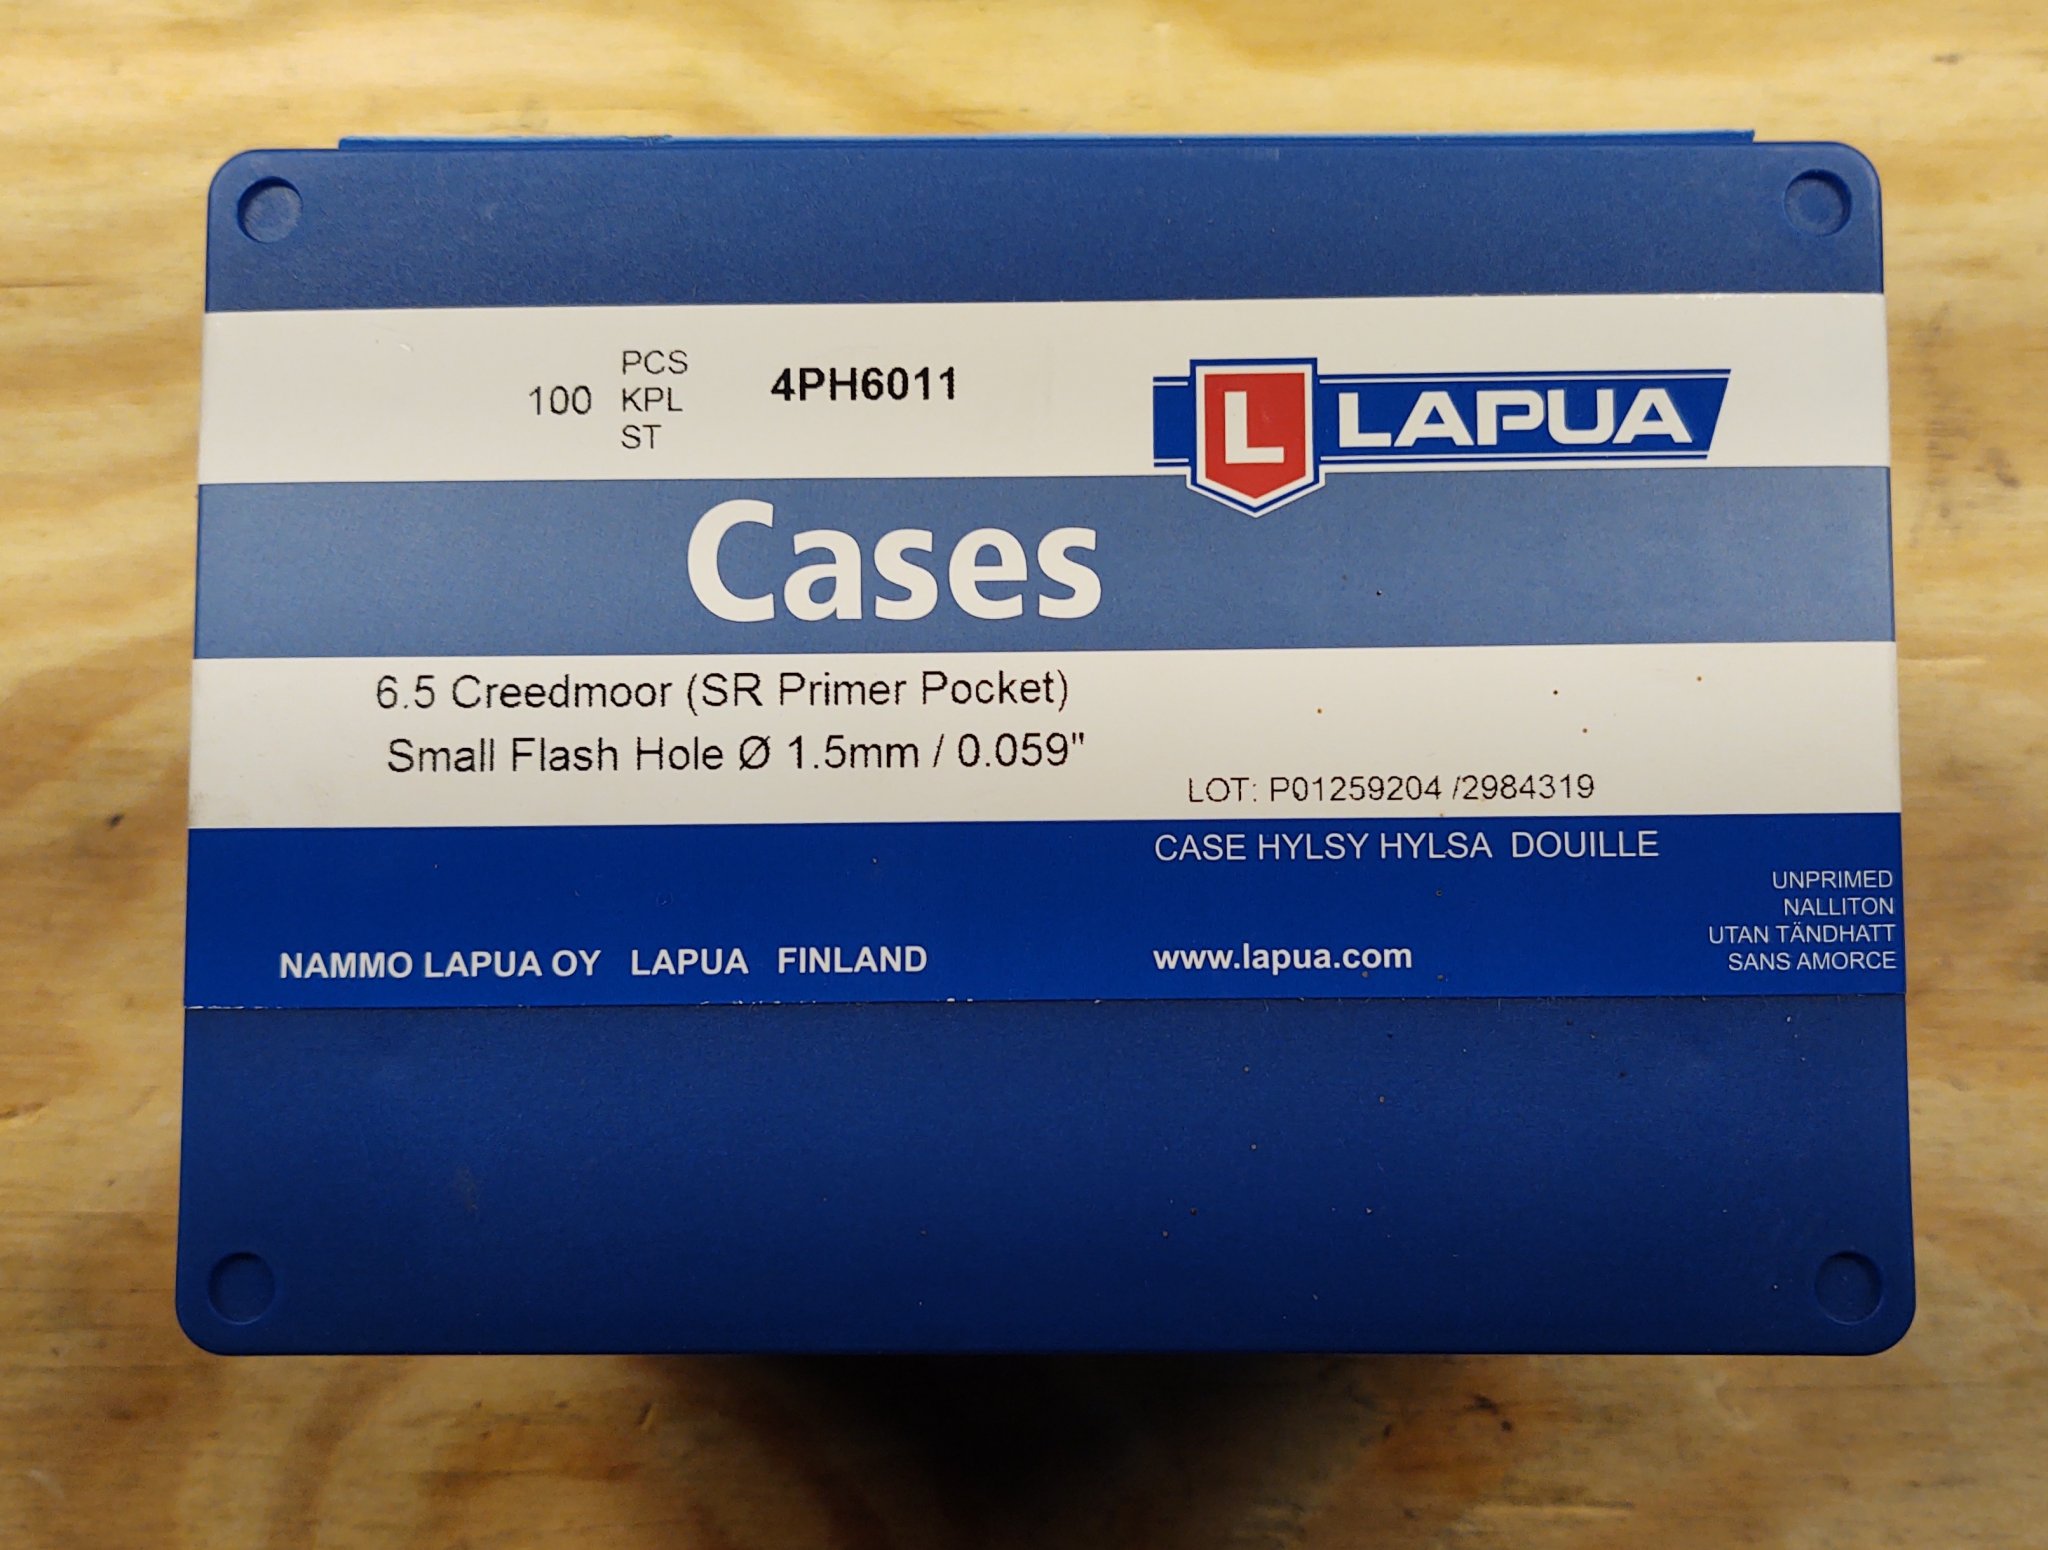 100 PCS
KPL
ST
4PH6011
L LAPUA
Cases
6.5 Creedmoor (SR Primer Pocket)
Small Flash Hole Ø 1.5mm / 0.059"
LOT: P01259204 /2984319
CASE HYLSY HYLSA DOUILLE
UNPRIMED
NALLITON
UTAN TÄNDHATT
SANS AMORCE
NAMMO LAPUA OY LAPUA FINLAND
www.lapua.com